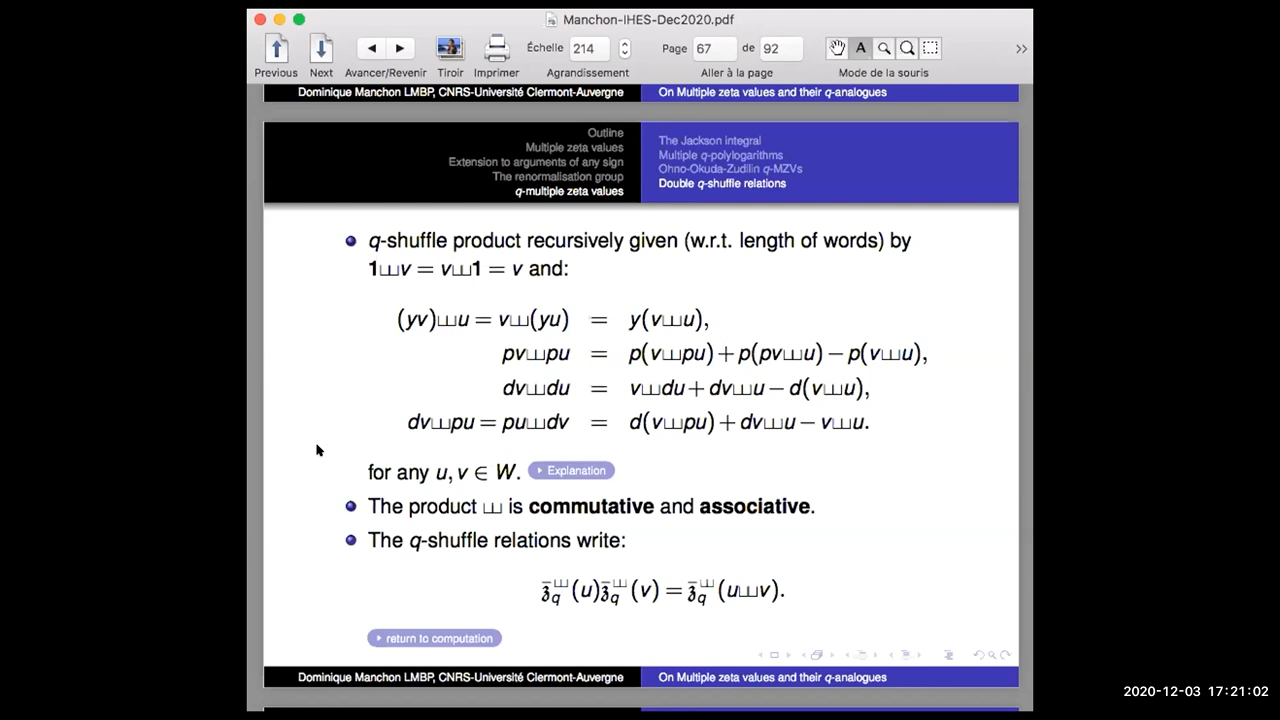 Manchon-IHES-Dec2020.pdf
Échelle 214 Page 67 de 92
Previous Next Avancer/Revenir Tiroir Imprimer Agrandissement Aller à la page Mode de la souris
Dominique Manchon LMBP, CNRS-Université Clermont-Auvergne On Multiple zeta values and their q-analogues
Outline
Multiple zeta values
Extension to arguments of any sign
The renormalisation group
q-multiple zeta values
The Jackson integral
Multiple q-polylogarithms
Ohno-Okuda-Zudilin q-MZVs
Double q-shuffle relations
q-shuffle product recursively given (w.r.t. length of words) by
1⧢v = v⧢1 = v and:
(yv)⧢u = v⧢(yu) = y(v⧢u),
pv⧢pu = p(v⧢pu) + p(pv⧢u) − p(v⧢u),
dv⧢du = v⧢du + dv⧢u − d(v⧢u),
dv⧢pu = pu⧢dv = d(v⧢pu) + dv⧢u − v⧢u.
for any u, v ∈ W. Explanation
The product ⧢ is commutative and associative.
The q-shuffle relations write:
𝔷̄_q^⧢(u)𝔷̄_q^⧢(v) = 𝔷̄_q^⧢(u⧢v).
return to computation
Dominique Manchon LMBP, CNRS-Université Clermont-Auvergne On Multiple zeta values and their q-analogues
2020-12-03 17:21:02